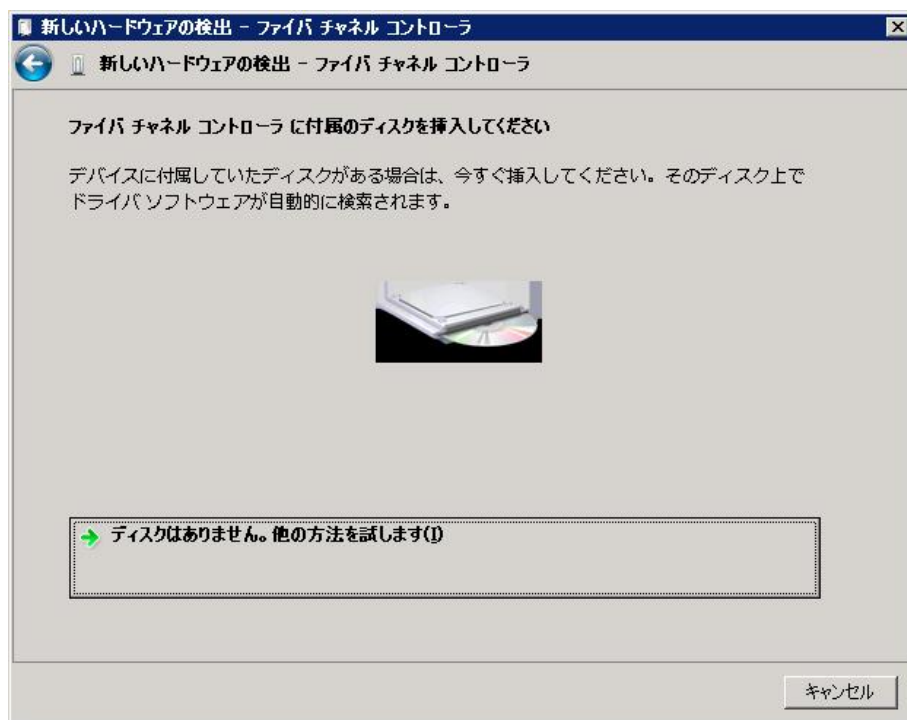 新しいハードウェアの検出 - ファイバ チャネル コントローラ
新しいハードウェアの検出 - ファイバ チャネル コントローラ
ファイバ チャネル コントローラ に付属のディスクを挿入してください
デバイスに付属していたディスクがある場合は、今すぐ挿入してください。そのディスク上で
ドライバ ソフトウェアが自動的に検索されます。
ディスクはありません。他の方法を試します(I)
キャンセル